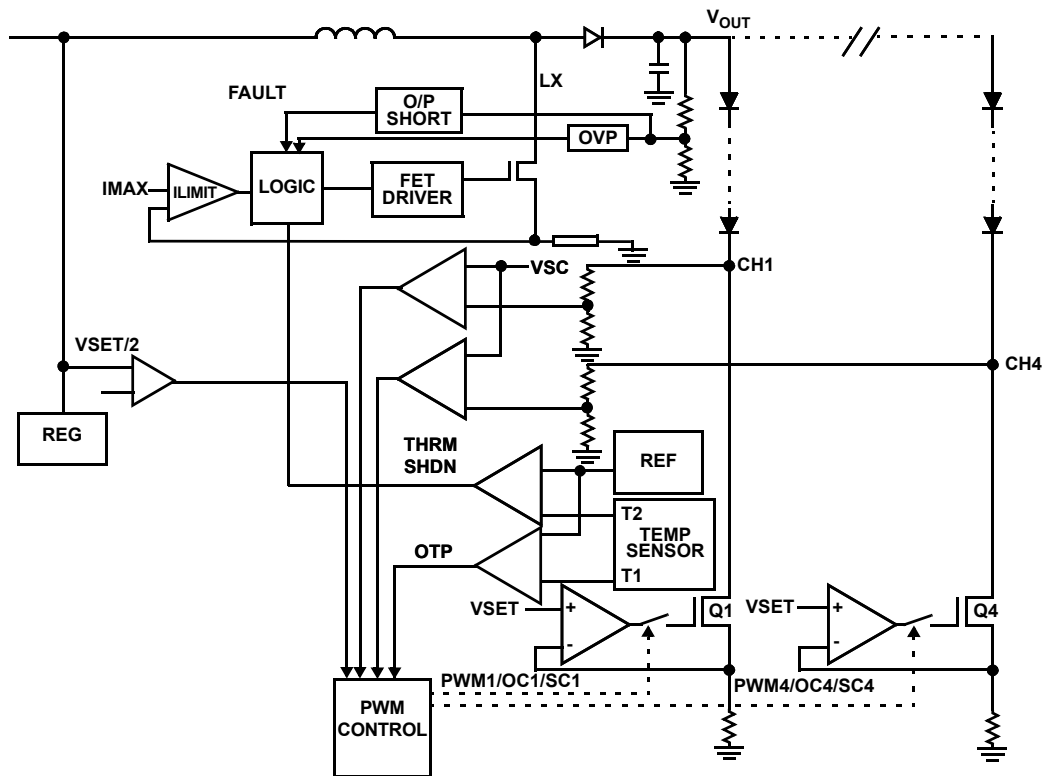 VOUT
LX
FAULT
O/P
SHORT
OVP
IMAX
ILIMIT
LOGIC
FET
DRIVER
VSC
CH1
VSET/2
CH4
REG
THRM
SHDN
REF
T2
TEMP
SENSOR
OTP
T1
VSET
+
-
Q1
VSET
+
-
Q4
PWM1/OC1/SC1
PWM4/OC4/SC4
PWM
CONTROL